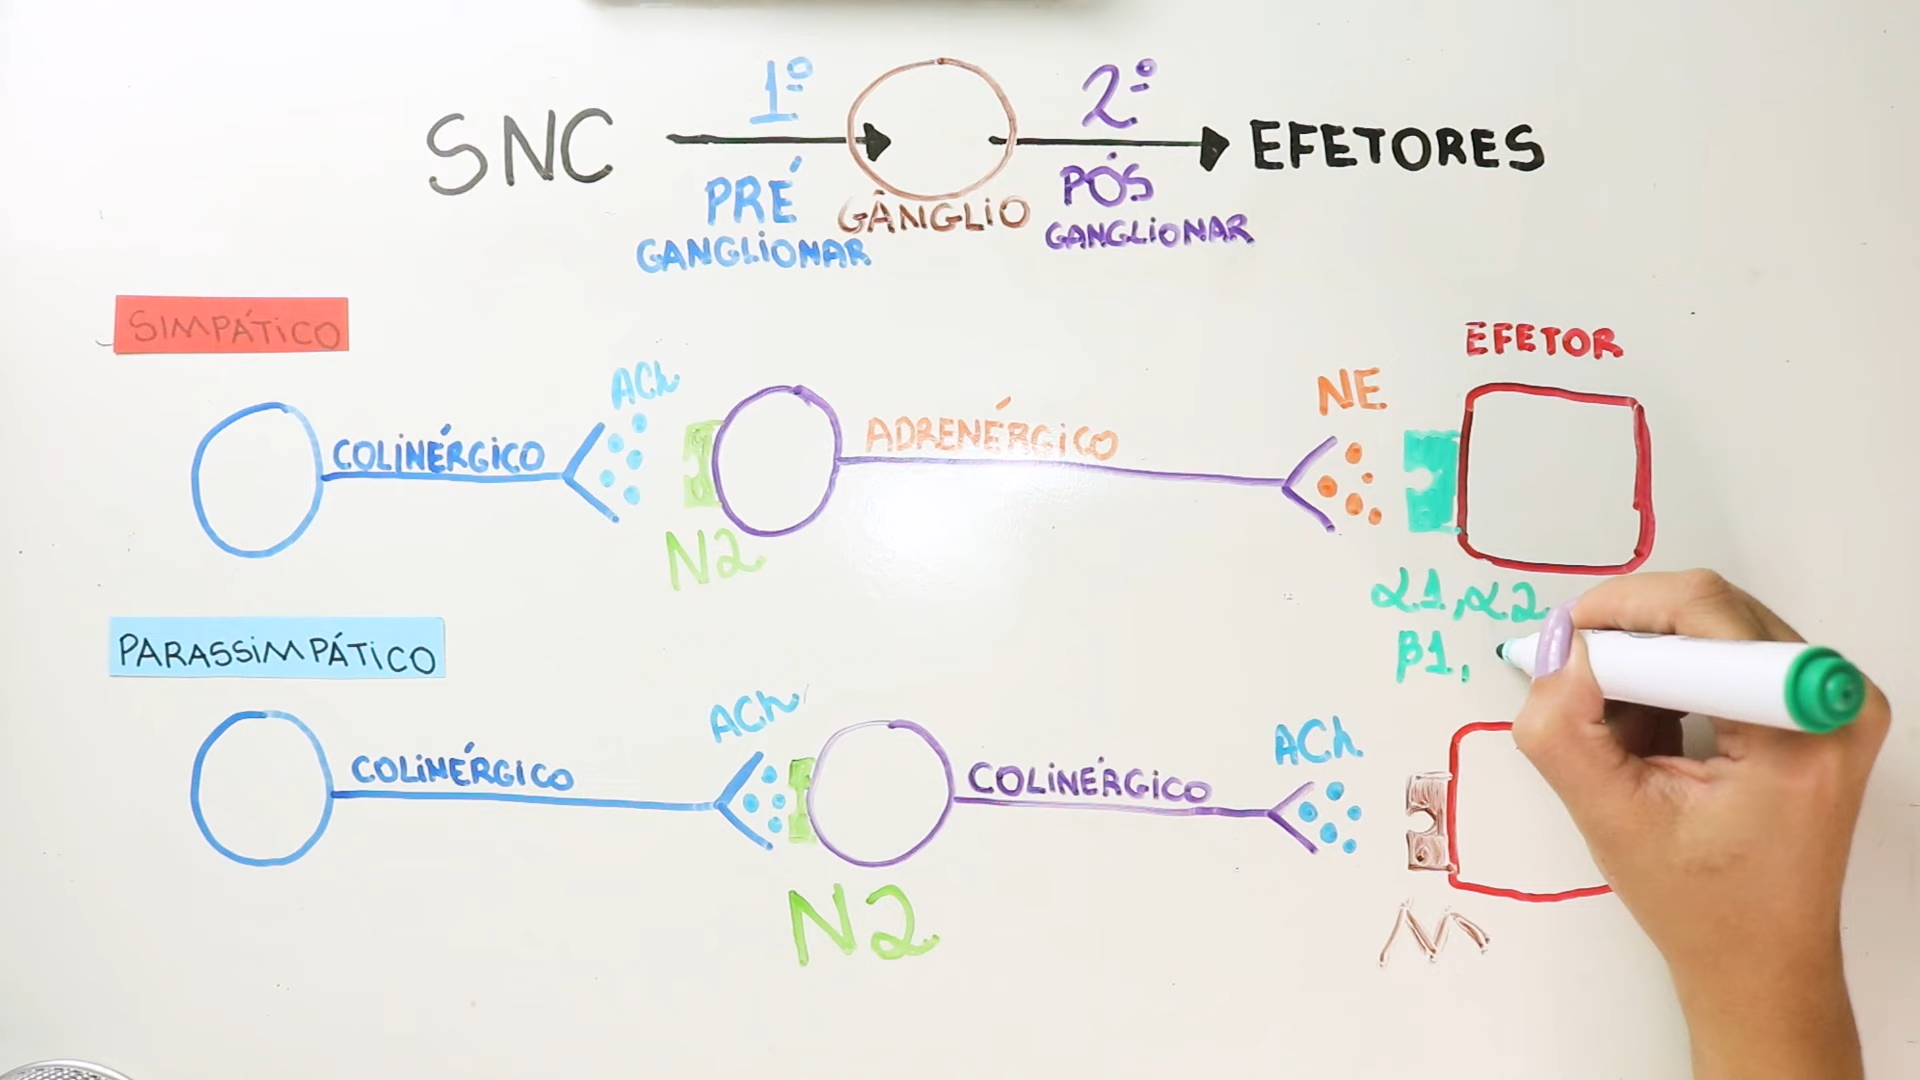 SNC 1º 2º EFETORES
PRÉ GÂNGLIO PÓS
GANGLIONAR GANGLIONAR
SIMPÁTICO
EFETOR
ACh NE
COLINÉRGICO ADRENÉRGICO
N2
α1, α2
β1,
PARASSIMPÁTICO
ACh ACh
COLINÉRGICO COLINÉRGICO
N2 M